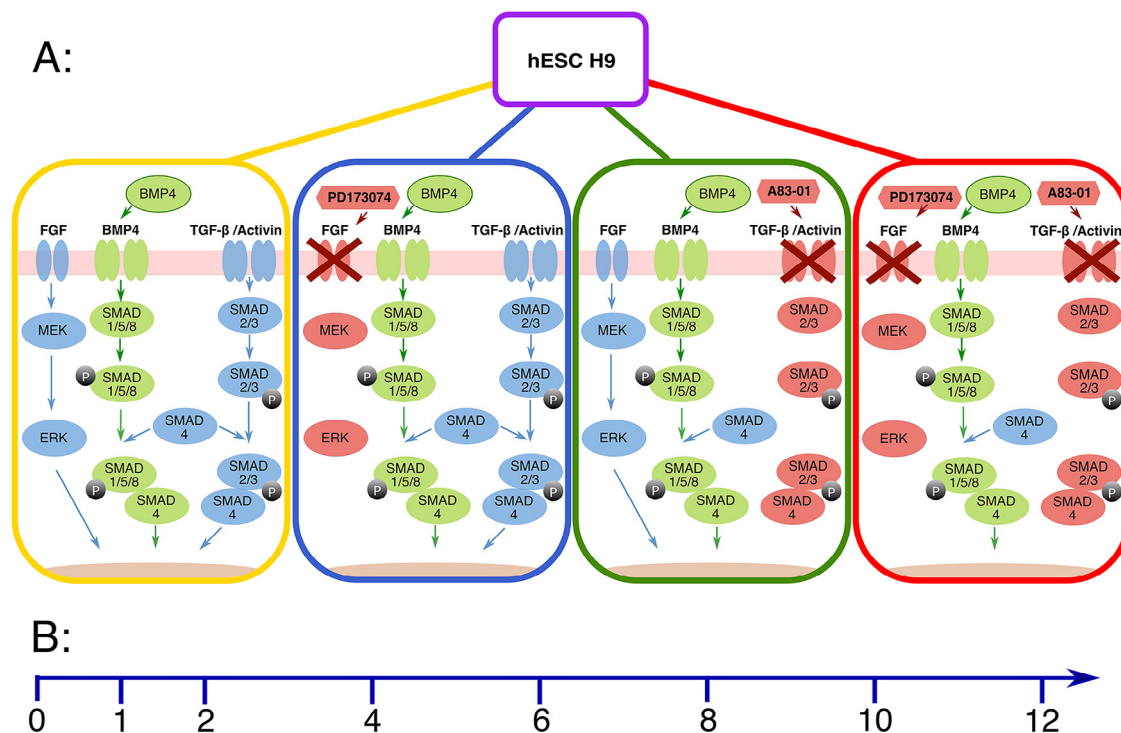 A:
hESC H9
BMP4
FGF
BMP4
TGF-β /Activin
MEK
SMAD
1/5/8
SMAD
2/3
P
SMAD
1/5/8
SMAD
2/3
P
ERK
SMAD
4
P
SMAD
1/5/8
SMAD
4
SMAD
2/3
P
SMAD
4
PD173074
BMP4
FGF
BMP4
TGF-β /Activin
MEK
SMAD
1/5/8
SMAD
2/3
P
SMAD
1/5/8
SMAD
2/3
P
ERK
SMAD
4
P
SMAD
1/5/8
SMAD
4
SMAD
2/3
P
SMAD
4
BMP4
A83-01
FGF
BMP4
TGF-β /Activin
MEK
SMAD
1/5/8
SMAD
2/3
P
SMAD
1/5/8
SMAD
2/3
P
ERK
SMAD
4
P
SMAD
1/5/8
SMAD
4
SMAD
2/3
P
SMAD
4
PD173074
BMP4
A83-01
FGF
BMP4
TGF-β /Activin
MEK
SMAD
1/5/8
SMAD
2/3
P
SMAD
1/5/8
SMAD
2/3
P
ERK
SMAD
4
P
SMAD
1/5/8
SMAD
4
SMAD
2/3
P
SMAD
4
B:
0 1 2 4 6 8 10 12